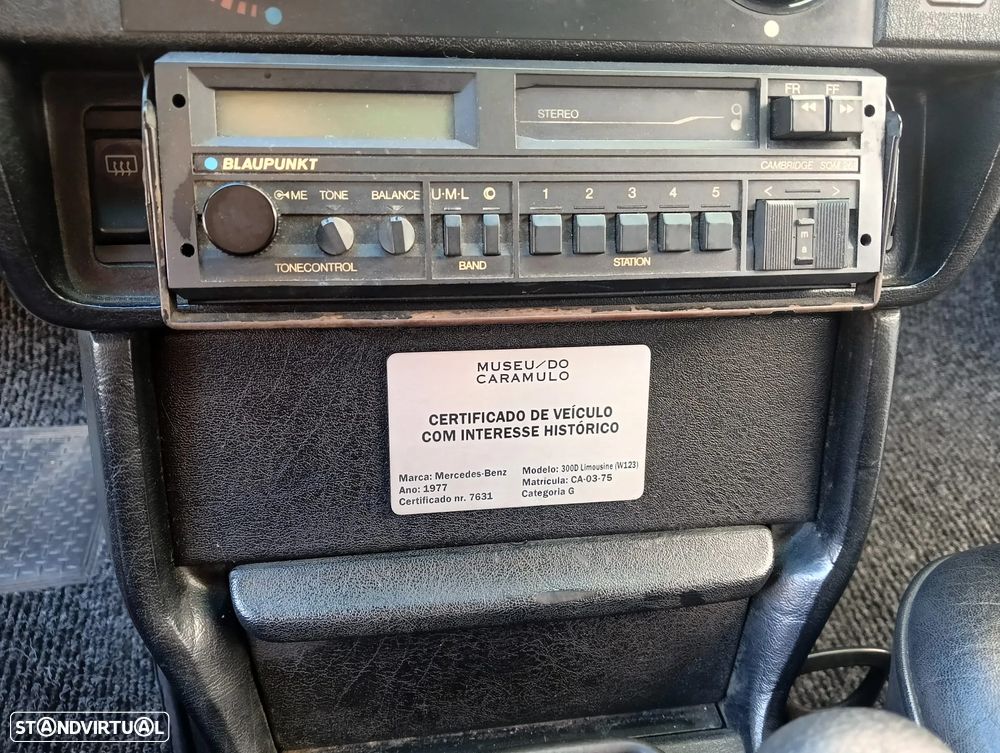 STEREO
FR FF
BLAUPUNKT
ME TONE BALANCE U·M·L
1 2 3 4 5
< >
m
a
TONECONTROL
BAND
STATION
MUSEU/DO
CARAMULO
CERTIFICADO DE VEÍCULO
COM INTERESSE HISTÓRICO
Marca: Mercedes-Benz
Ano: 1977
Certificado nr. 7631
Modelo: 300D Limousine (W123)
Matrícula: CA-03-75
Categoria G
STANDVIRTUAL